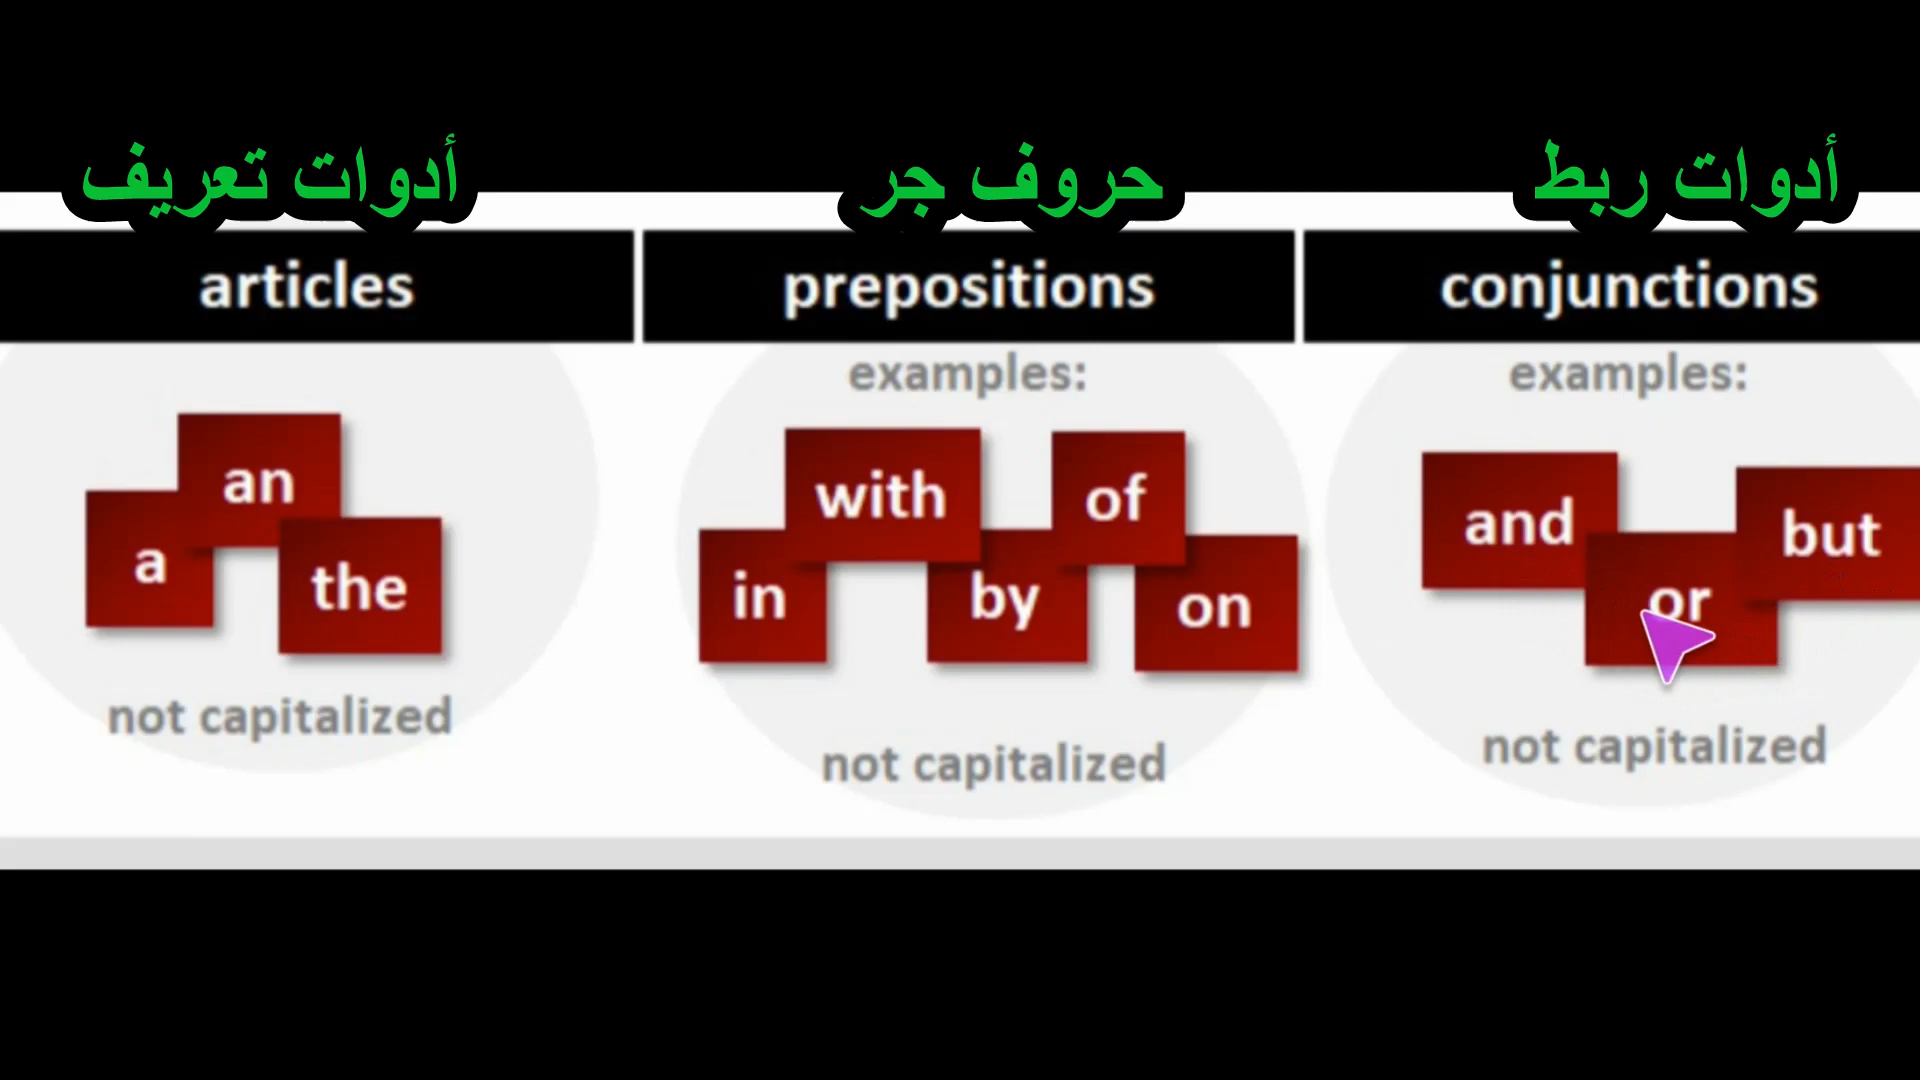 أدوات تعريف
حروف جر
أدوات ربط
articles
prepositions
conjunctions
examples:
examples:
an
a
the
with
of
in
by
on
and
but
or
not capitalized
not capitalized
not capitalized